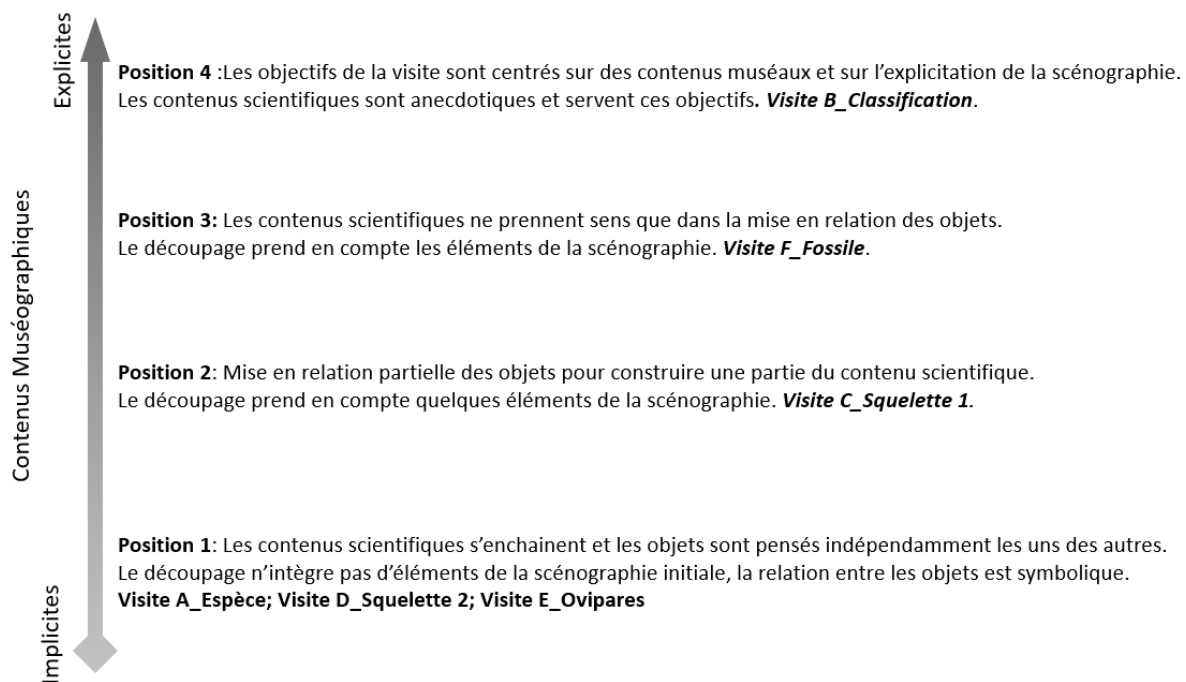 Explicites
Position 4 :Les objectifs de la visite sont centrés sur des contenus muséaux et sur l’explicitation de la scénographie.
Les contenus scientifiques sont anecdotiques et servent ces objectifs. Visite B_Classification.
Contenus Muséographiques
Position 3: Les contenus scientifiques ne prennent sens que dans la mise en relation des objets.
Le découpage prend en compte les éléments de la scénographie. Visite F_Fossile.
Position 2: Mise en relation partielle des objets pour construire une partie du contenu scientifique.
Le découpage prend en compte quelques éléments de la scénographie. Visite C_Squelette 1.
Position 1: Les contenus scientifiques s’enchainent et les objets sont pensés indépendamment les uns des autres.
Le découpage n’intègre pas d’éléments de la scénographie initiale, la relation entre les objets est symbolique.
Visite A_Espèce; Visite D_Squelette 2; Visite E_Ovipares
Implicites